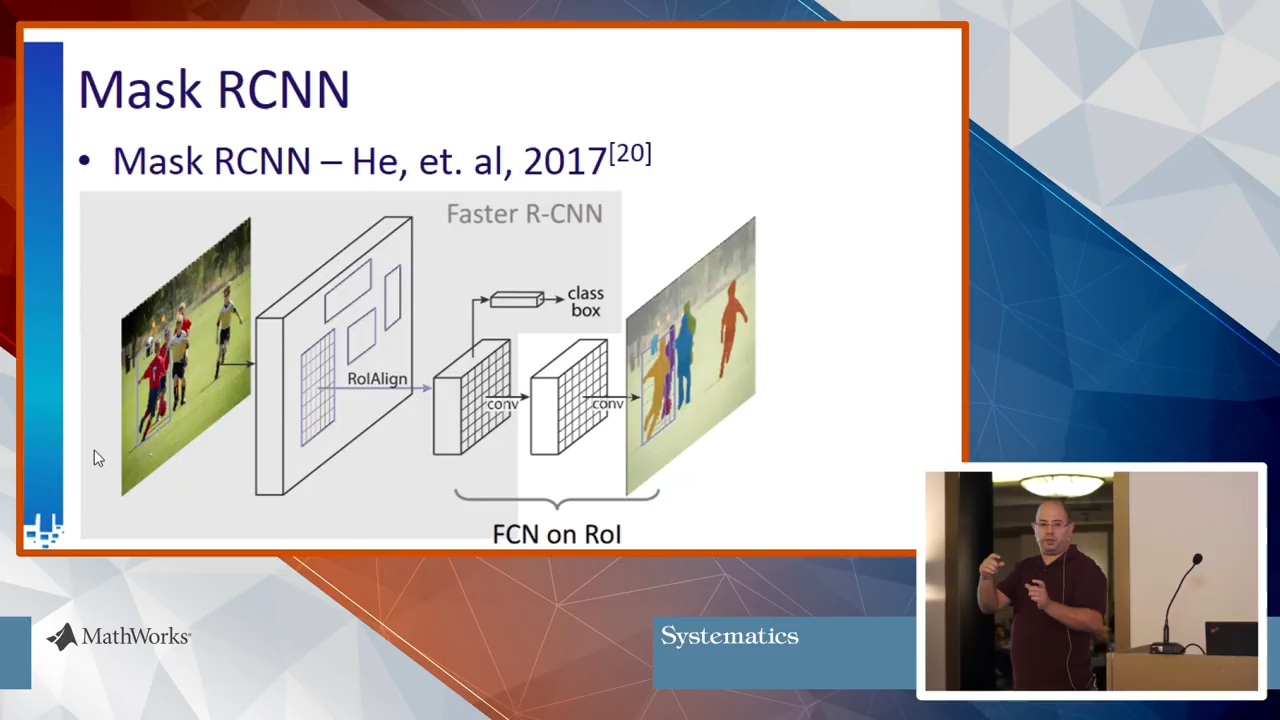 Mask RCNN
• Mask RCNN – He, et. al, 2017[20]
Faster R-CNN
class
box
RoIAlign
conv
conv
FCN on RoI
MathWorks®
Systematics